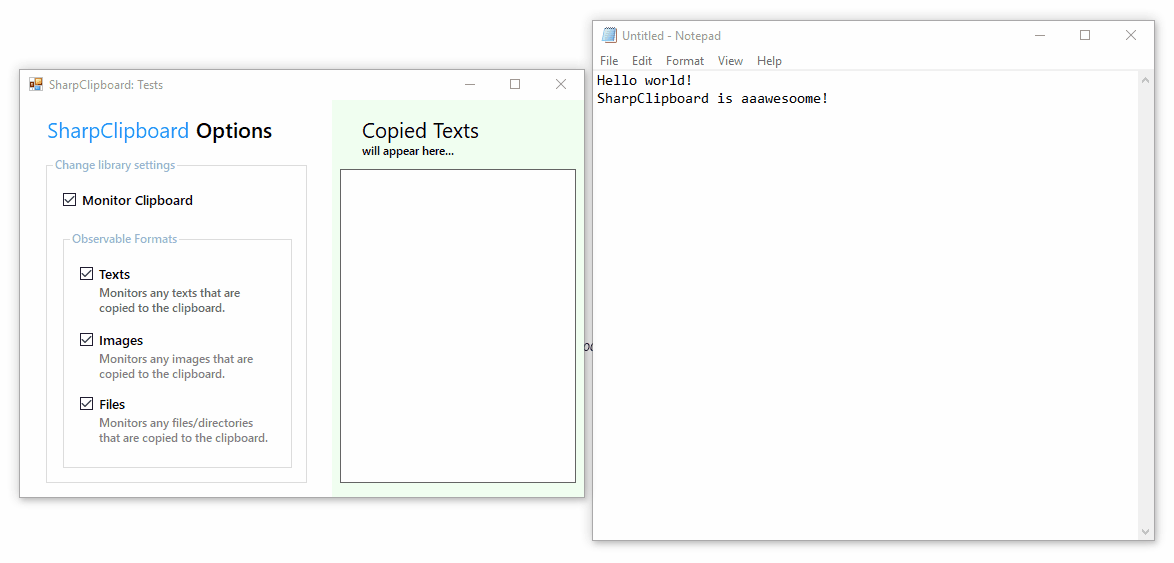 SharpClipboard: Tests
SharpClipboard Options
Change library settings
Monitor Clipboard
Observable Formats
Texts
Monitors any texts that are
copied to the clipboard.
Images
Monitors any images that are
copied to the clipboard.
Files
Monitors any files/directories
that are copied to the clipboard.
Copied Texts
will appear here...
Untitled - Notepad
File Edit Format View Help
Hello world!
SharpClipboard is aaawesoome!